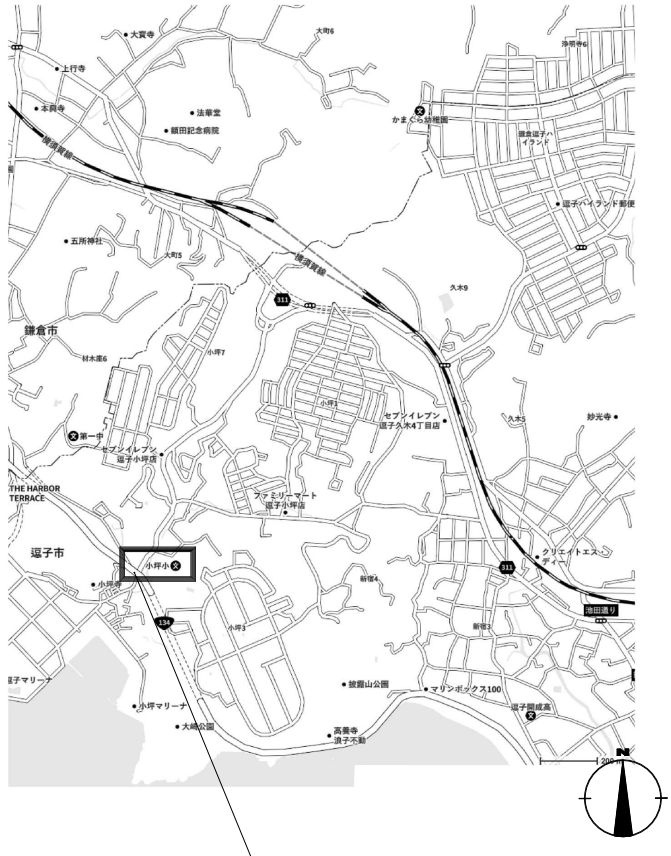 大町6
大寳寺
浄明寺6
上行寺
本興寺
法華堂
額田記念病院
かまくら幼稚園
鎌倉逗子ハ
イランド
横須賀線
逗子ハイランド郵便
五所神社
大町5
横須賀線
久木9
311
鎌倉市
小坪7
材木座6
小坪1
セブンイレブン
逗子久木4丁目店
久木5
妙光寺
第一中
セブンイレブン
逗子小坪店
THE HARBOR
TERRACE
ファミリーマート
逗子小坪店
逗子市
小坪小
クリエイトエス
ディー
311
小坪寺
新宿4
池田通り
134
小坪3
新宿3
逗子マリーナ
披露山公園
マリンボックス100
小坪マリーナ
逗子開成高
大崎公園
高養寺
浪子不動
200 m
N